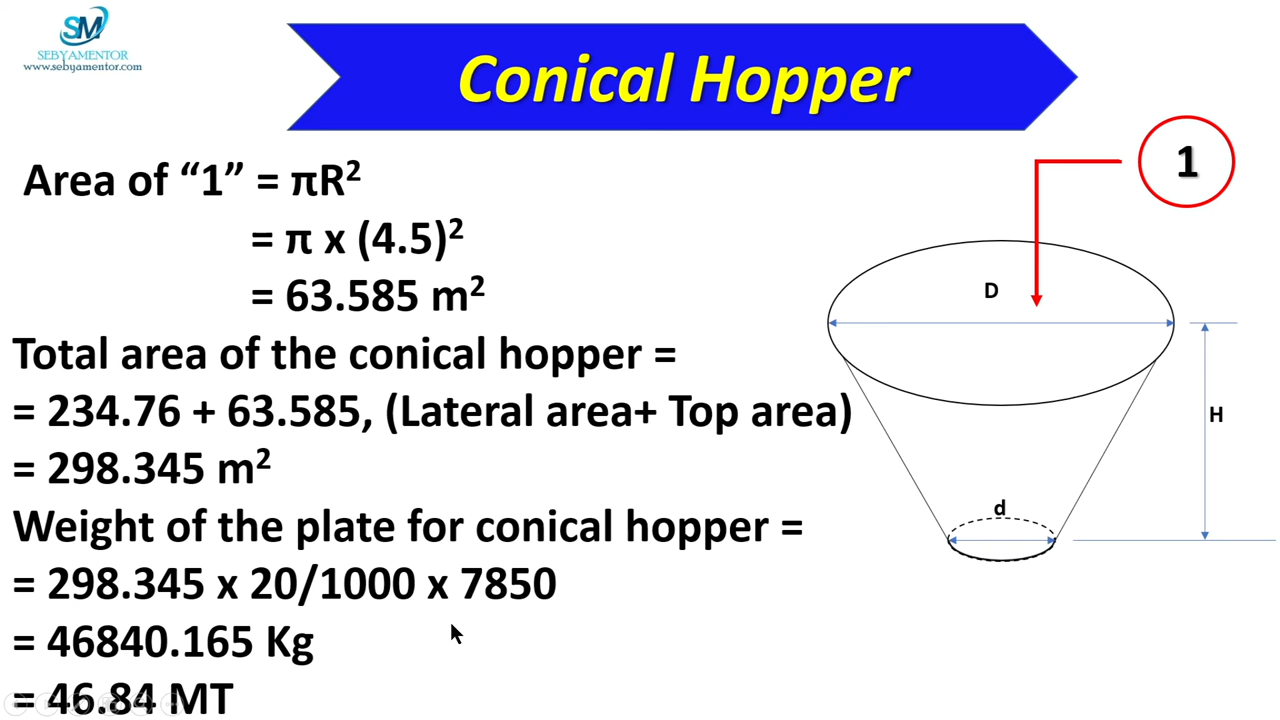 SM
SEBYAMENTOR
www.sebyamentor.com
Conical Hopper
1
Area of “1” = πR²
= π x (4.5)²
= 63.585 m²
Total area of the conical hopper =
= 234.76 + 63.585, (Lateral area+ Top area)
= 298.345 m²
Weight of the plate for conical hopper =
= 298.345 x 20/1000 x 7850
= 46840.165 Kg
= 46.84 MT
D
H
d